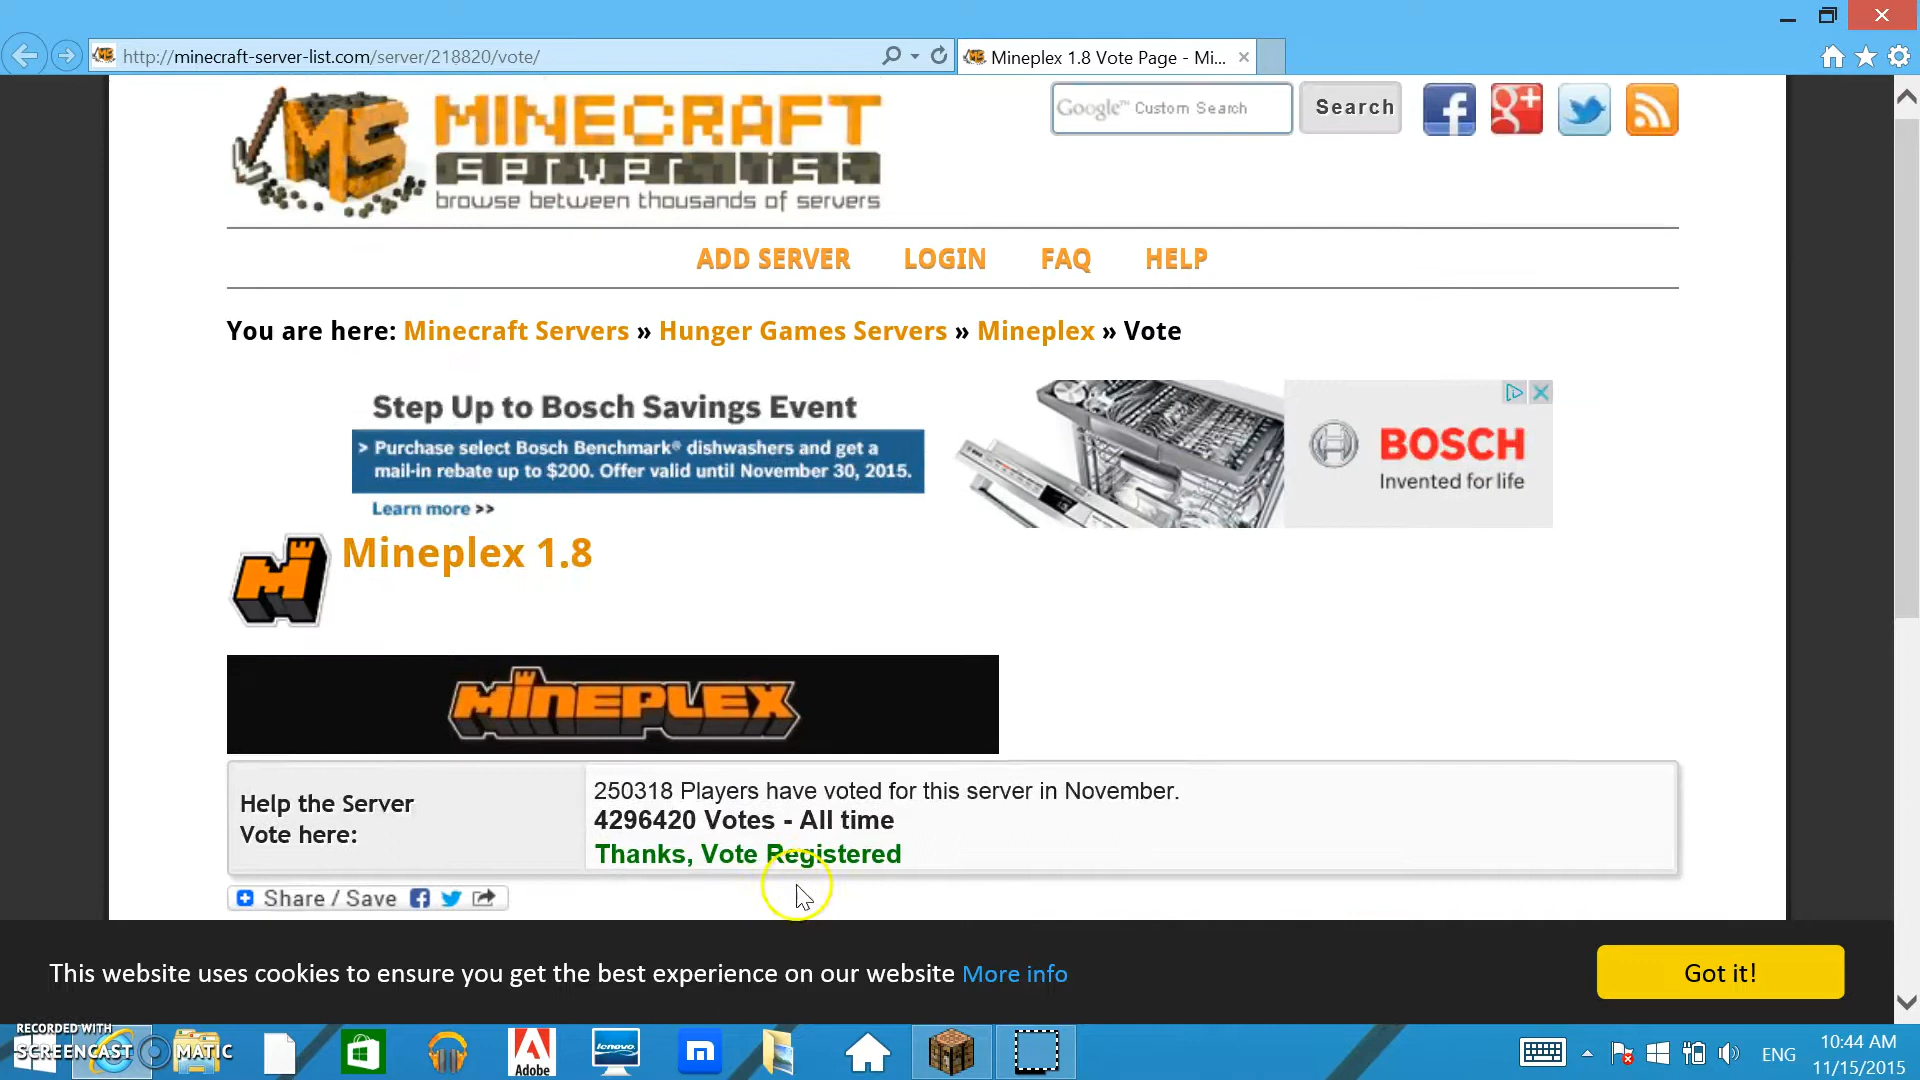 http://minecraft-server-list.com/server/218820/vote/
Mineplex 1.8 Vote Page - Mi...
MS
MINECRAFT
server list
browse between thousands of servers
Google™ Custom Search
Search
ADD SERVER LOGIN FAQ HELP
You are here: Minecraft Servers » Hunger Games Servers » Mineplex » Vote
Step Up to Bosch Savings Event
> Purchase select Bosch Benchmark® dishwashers and get a
mail-in rebate up to $200. Offer valid until November 30, 2015.
Learn more >>
BOSCH
Invented for life
Mineplex 1.8
MINEPLEX
Help the Server
Vote here:
250318 Players have voted for this server in November.
4296420 Votes - All time
Thanks, Vote Registered
Share / Save
This website uses cookies to ensure you get the best experience on our website More info
Got it!
RECORDED WITH
SCREENCAST MATIC
Adobe
lenovo
ENG
10:44 AM
11/15/2015